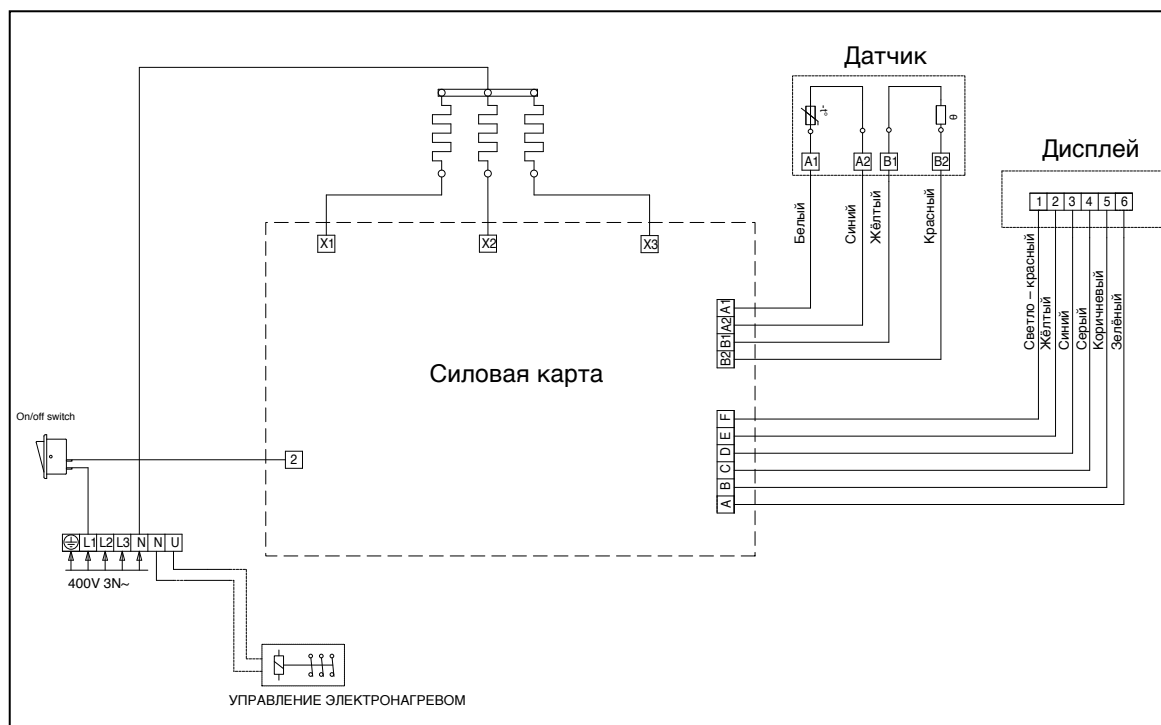 Датчик
-t°
θ
A1 A2 B1 B2
Дисплей
1 2 3 4 5 6
Белый
Синий
Жёлтый
Красный
Светло – красный
Жёлтый
Синий
Серый
Коричневый
Зелёный
X1 X2 X3
A1
A2
B1
B2
Силовая карта
F
E
D
C
B
A
On/off switch
2
L1 L2 L3 N N U
400V 3N~
УПРАВЛЕНИЕ ЭЛЕКТРОНАГРЕВОМ